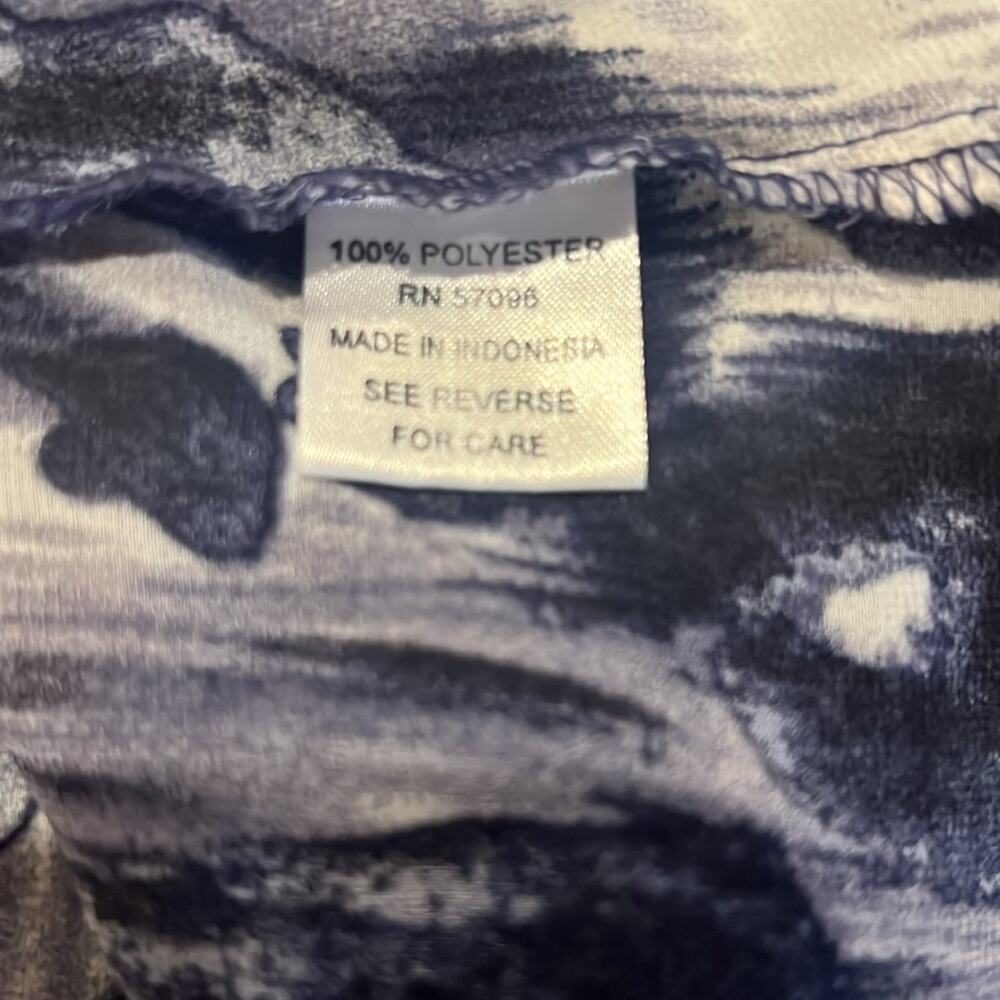 100% POLYESTER
RN 57096
MADE IN INDONESIA
SEE REVERSE
FOR CARE